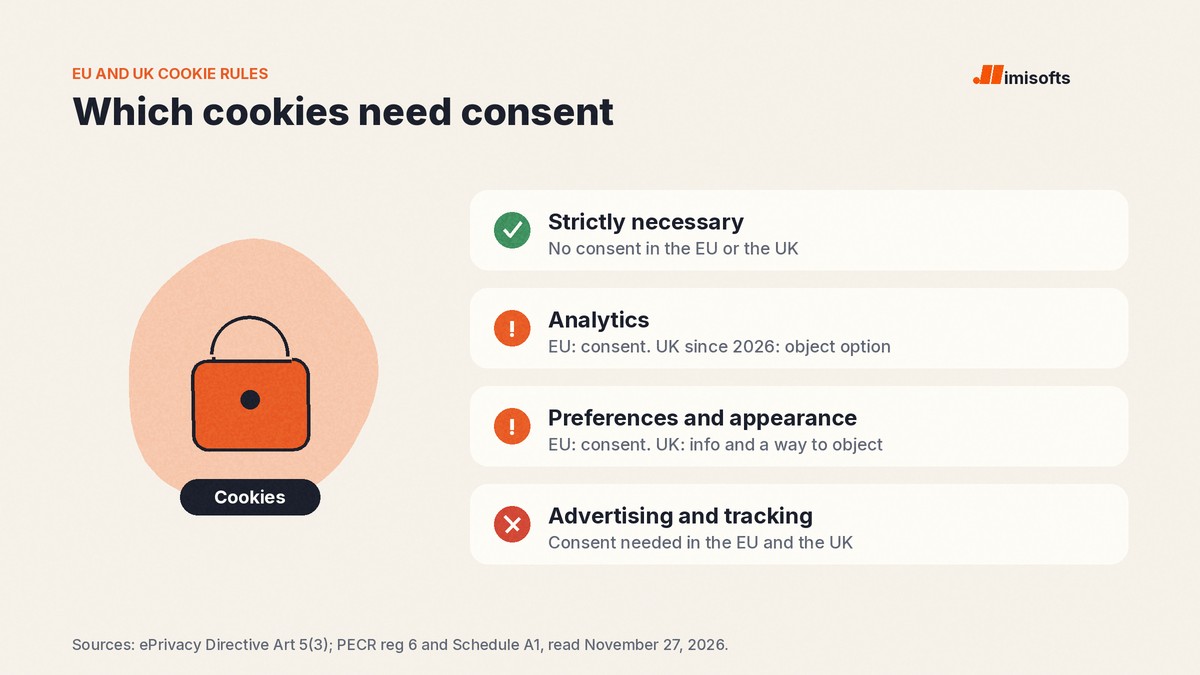 EU AND UK COOKIE RULES
Which cookies need consent
imisofts
Strictly necessary
No consent in the EU or the UK
Analytics
EU: consent. UK since 2026: object option
Preferences and appearance
EU: consent. UK: info and a way to object
Advertising and tracking
Consent needed in the EU and the UK
Cookies
Sources: ePrivacy Directive Art 5(3); PECR reg 6 and Schedule A1, read November 27, 2026.